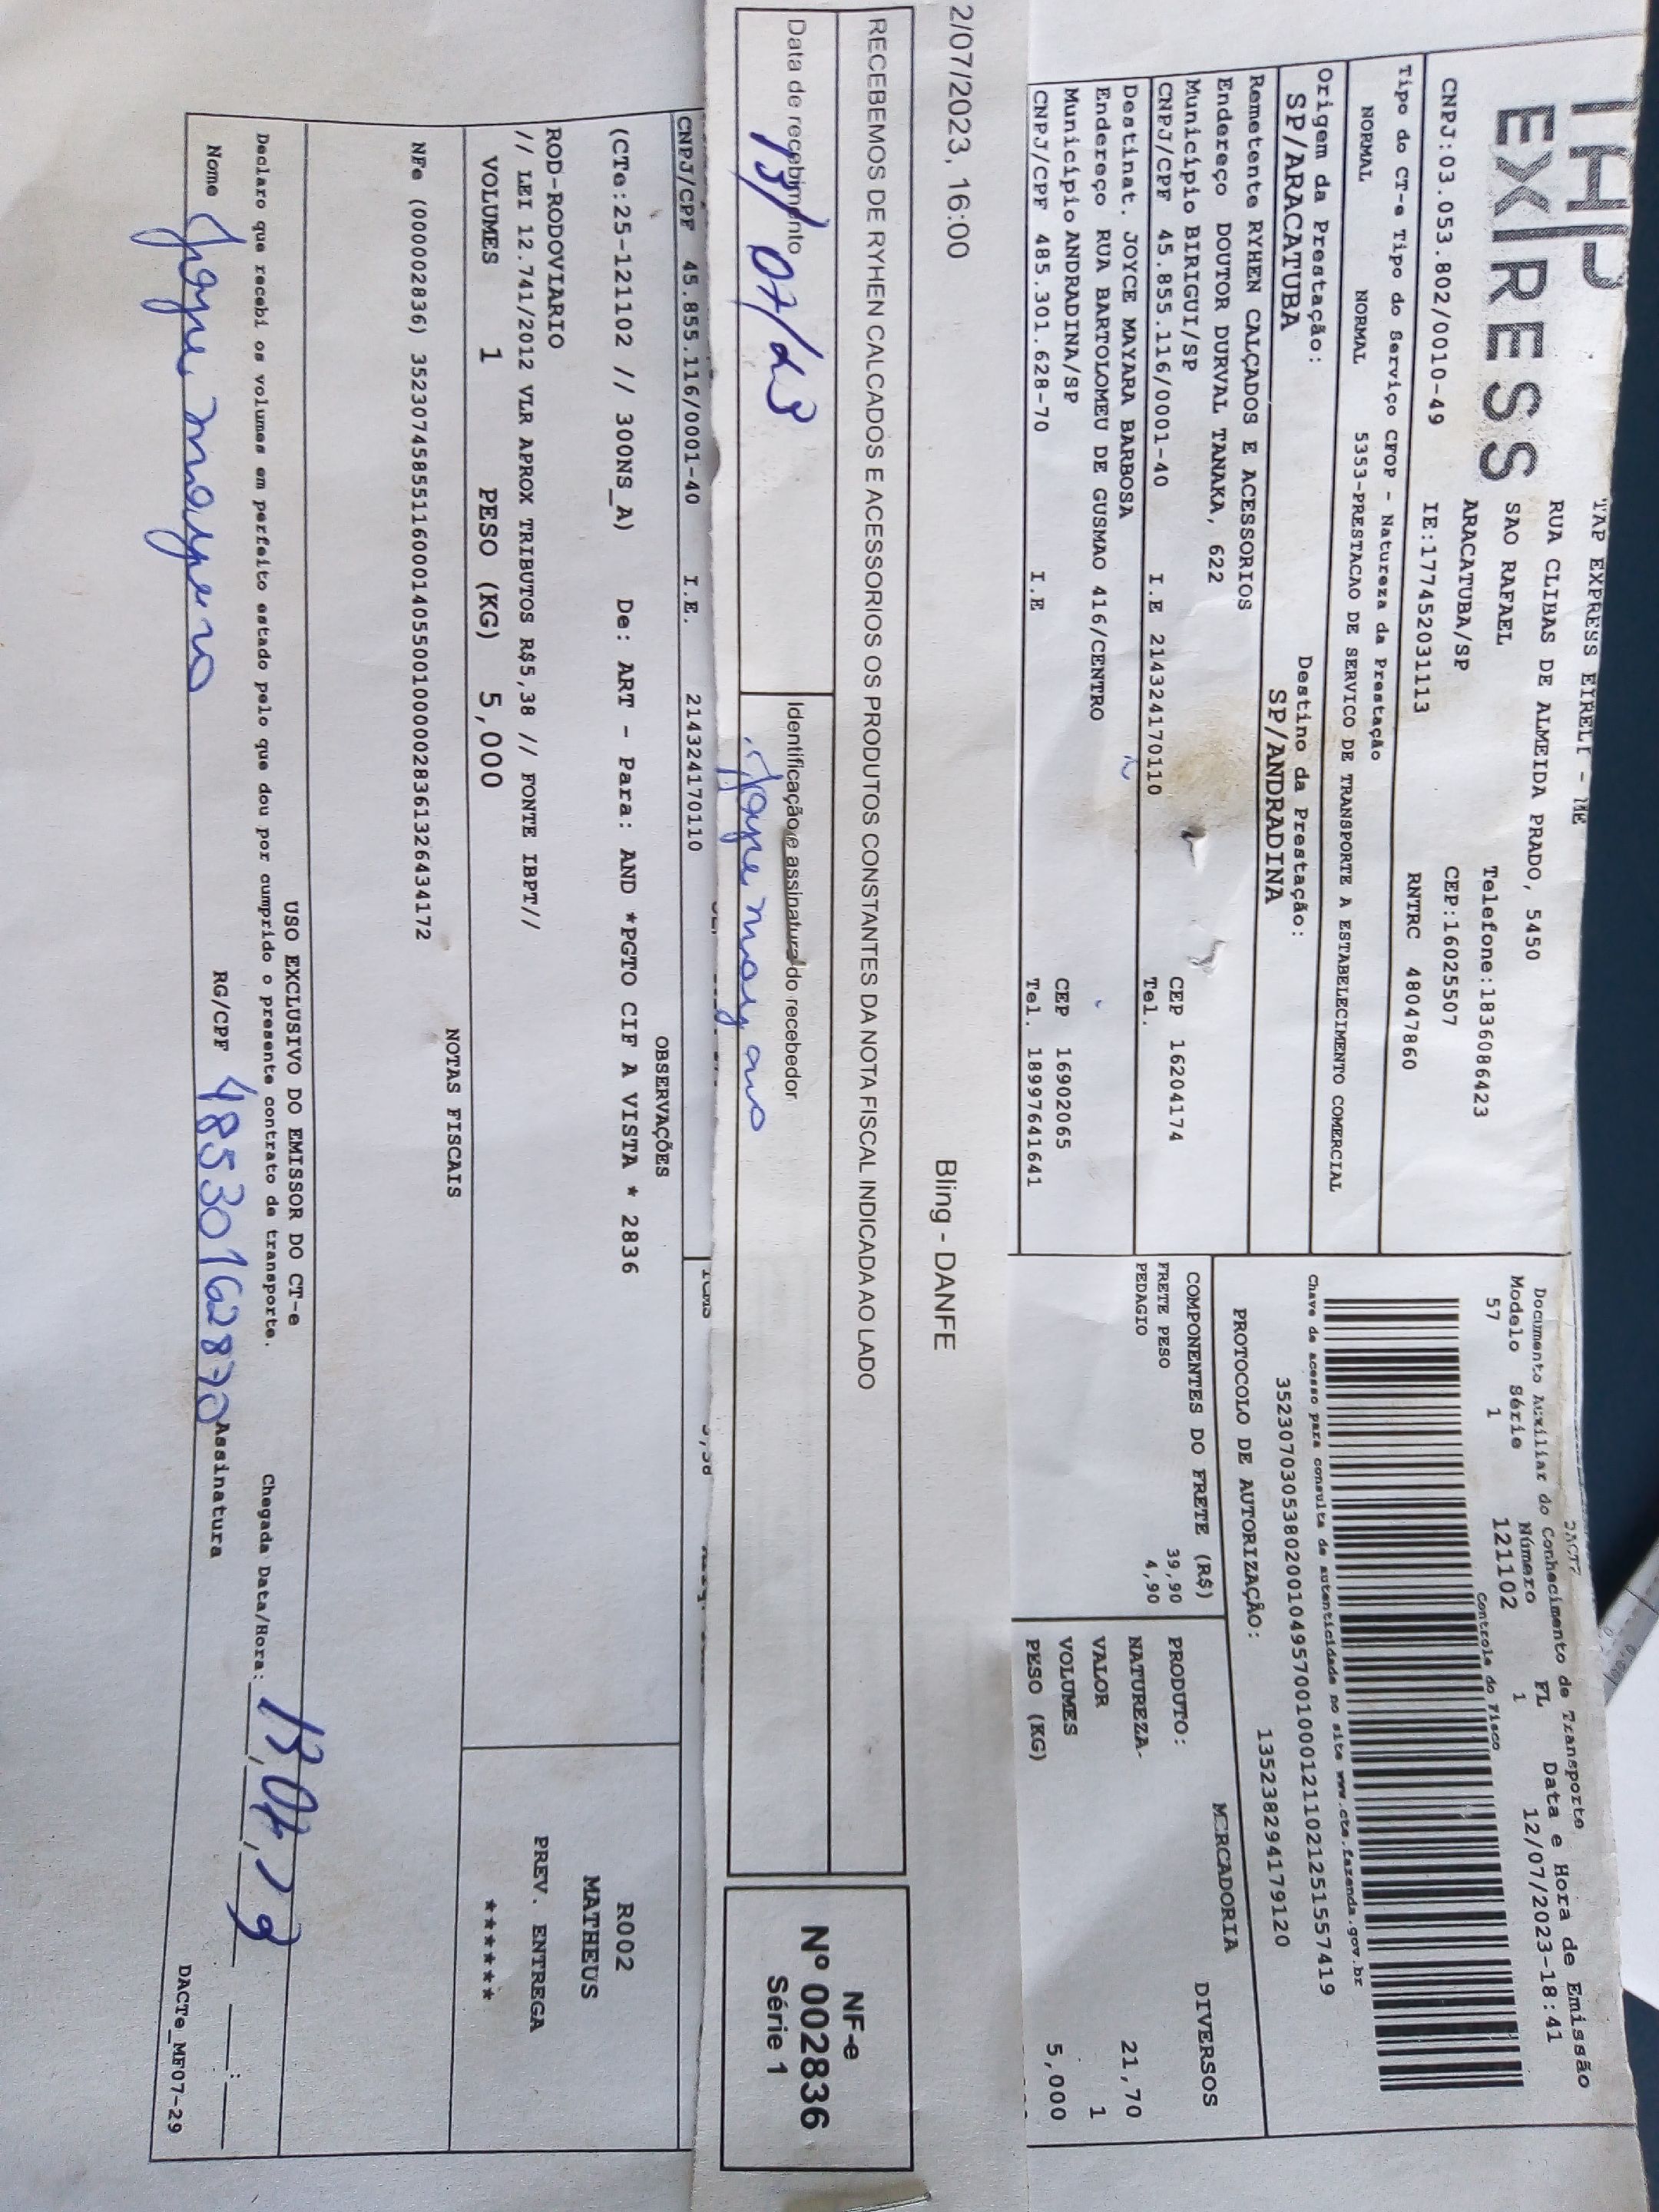 THP
EXPRESS
TAP EXPRESS EIRELI - ME
RUA CLIBAS DE ALMEIDA PRADO, 5450
SAO RAFAEL Telefone:1836086423
ARACATUBA/SP CEP:16025507
CNPJ:03.053.802/0010-49 IE:177452031113 RNTRC 48047860
Tipo do CT-e Tipo do Serviço CFOP - Natureza da Prestação
NORMAL NORMAL 5353-PRESTACAO DE SERVICO DE TRANSPORTE A ESTABELECIMENTO COMERCIAL
Origem da Prestação: Destino da Prestação:
SP/ARACATUBA SP/ANDRADINA
Remetente RYHEN CALÇADOS E ACESSORIOS
Endereço DOUTOR DURVAL TANAKA, 622
Municipio BIRIGUI/SP CEP 16204174
CNPJ/CPF 45.855.116/0001-40 I.E 214324170110 Tel.
Destinat. JOYCE MAYARA BARBOSA
Endereço RUA BARTOLOMEU DE GUSMAO 416/CENTRO
Município ANDRADINA/SP CEP 16902065
CNPJ/CPF 485.301.628-70 I.E Tel. 18997641641
DACTE
Documento Auxiliar do Conhecimento de Transporte
Modelo Série Número FL Data e Hora de Emissão
57 1 121102 1 12/07/2023-18:41
Controle do Fisco
Chave de acesso para consulta de autenticidade no site www.cte.fazenda.gov.br
35230703053802001049570010001211021251557419
PROTOCOLO DE AUTORIZAÇÃO: 135238294179120
COMPONENTES DO FRETE (R$)
FRETE PESO 39,90
PEDAGIO 4,90
MERCADORIA
PRODUTO: DIVERSOS
NATUREZA-
VALOR 21,70
VOLUMES 1
PESO (KG) 5,000
2/07/2023, 16:00 Bling - DANFE
RECEBEMOS DE RYHEN CALCADOS E ACESSORIOS OS PRODUTOS CONSTANTES DA NOTA FISCAL INDICADA AO LADO
Data de recebimento Identificação e assinatura do recebedor
13/07/23
NF-e
Nº 002836
Série 1
CNPJ/CPF 45.855.116/0001-40 I.E. 214324170110
OBSERVAÇÕES
(CTe:25-121102 // 300NS_A) De: ART - Para: AND *PGTO CIF A VISTA * 2836
ROD-RODOVIARIO
// LEI 12.741/2012 VLR APROX TRIBUTOS R$5,38 // FONTE IBPT//
VOLUMES 1 PESO (KG) 5,000
R002
MATHEUS
PREV. ENTREGA
*******
NOTAS FISCAIS
NFe (000002836) 35230745855116000140550010000028361326434172
USO EXCLUSIVO DO EMISSOR DO CT-e
Declaro que recebi os volumes em perfeito estado pelo que dou por cumprido o presente contrato de transporte. Chegada Data/Hora:
Nome RG/CPF 48530162870 Assinatura
DACTe_MF07-29